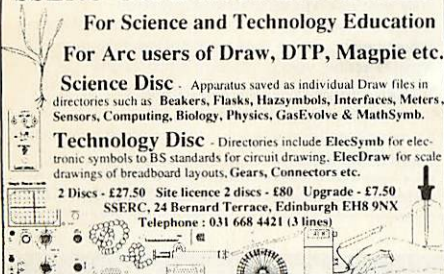 For Science and Technology Education
For Arc users of Draw, DTP, Magpie etc.
Science Disc - Apparatus saved as individual Draw files in
directories such as Beakers, Flasks, Hazsymbols, Interfaces, Meters,
Sensors, Computing, Biology, Physics, GasEvolve & MathSymb.
Technology Disc - Directories include ElecSymb for elec-
tronic symbols to BS standards for circuit drawing, ElecDraw for scale
drawings of breadboard layouts, Gears, Connectors etc.
2 Discs - £27.50 Site licence 2 discs - £80 Upgrade - £7.50
SSERC, 24 Bernard Terrace, Edinburgh EH8 9NX
Telephone : 031 668 4421 (3 lines)